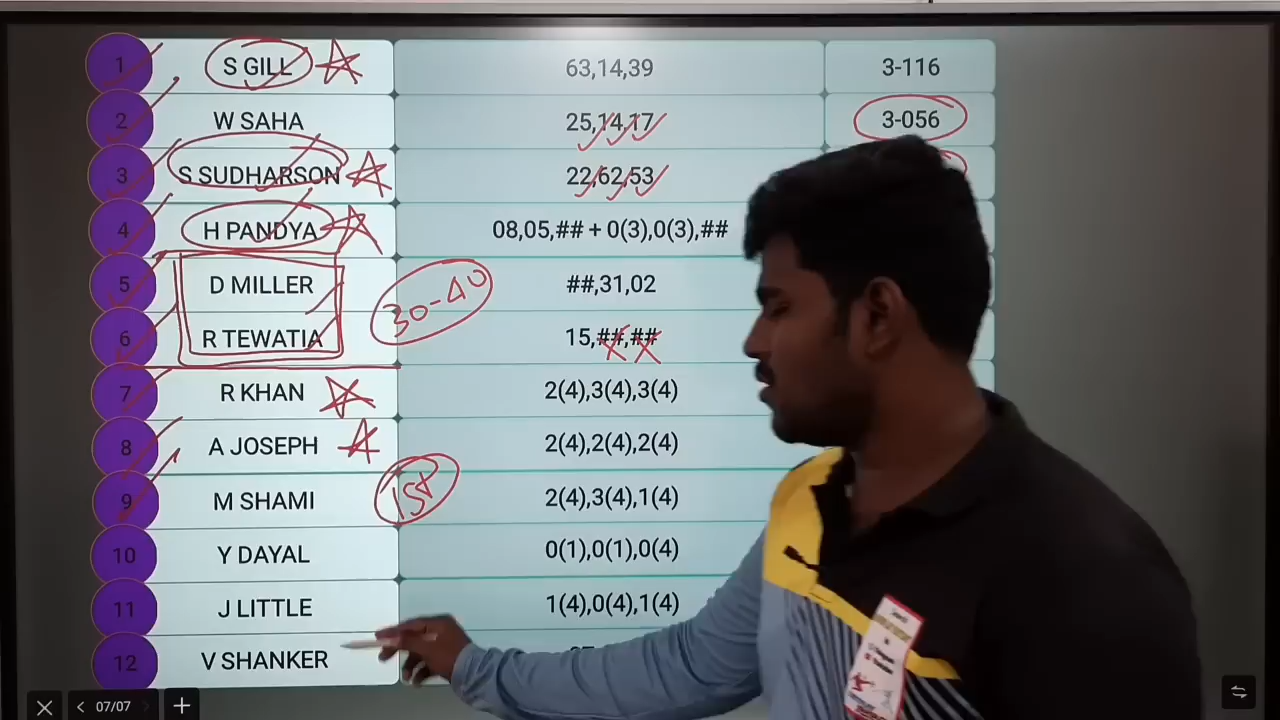 1 S GILL 63,14,39 3-116
2 W SAHA 25,14,17 3-056
3 S SUDHARSON 22,62,53
4 H PANDYA 08,05,## + 0(3),0(3),##
5 D MILLER ##,31,02
30-40
6 R TEWATIA 15,##,##
7 R KHAN 2(4),3(4),3(4)
8 A JOSEPH 2(4),2(4),2(4)
9 M SHAMI 2(4),3(4),1(4)
1st
10 Y DAYAL 0(1),0(1),0(4)
11 J LITTLE 1(4),0(4),1(4)
12 V SHANKER
07/07